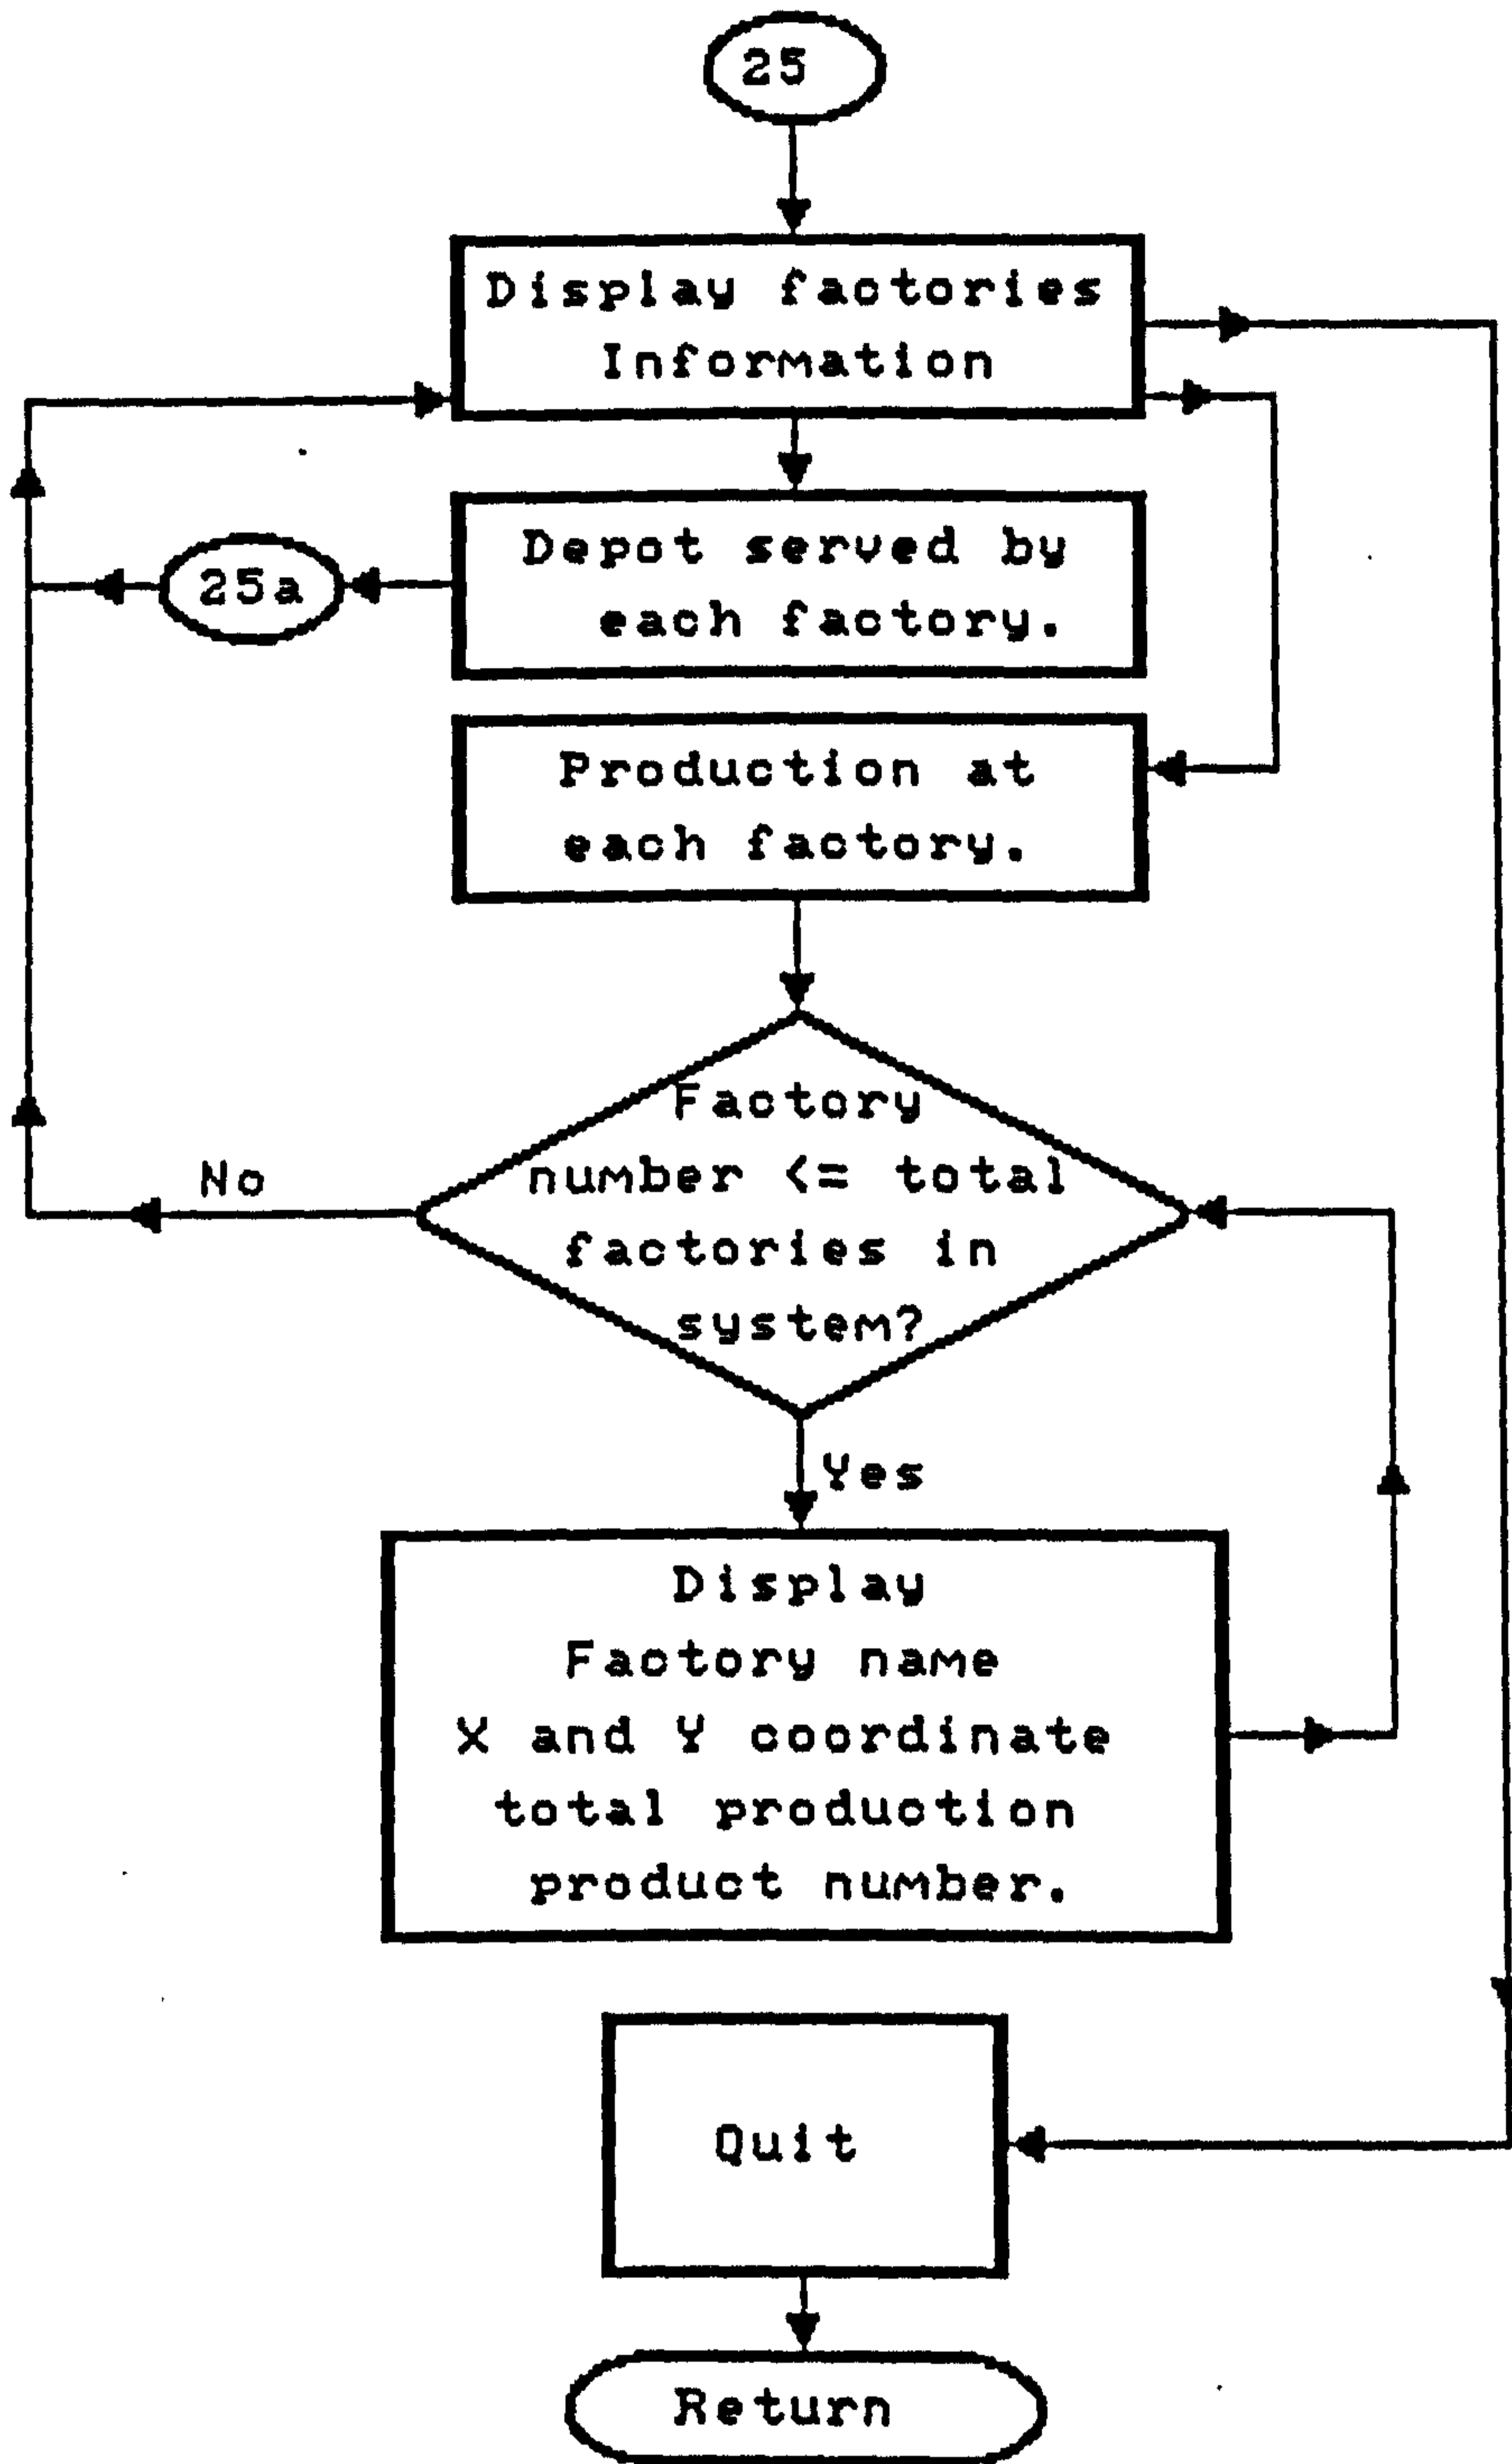 25
Display factories
Information
Depot served by
each factory.
25a
Production at
each factory.
Factory
number <= total
factories in
system?
No
Yes
Display
Factory name
X and Y coordinate
total production
product number.
Quit
Return